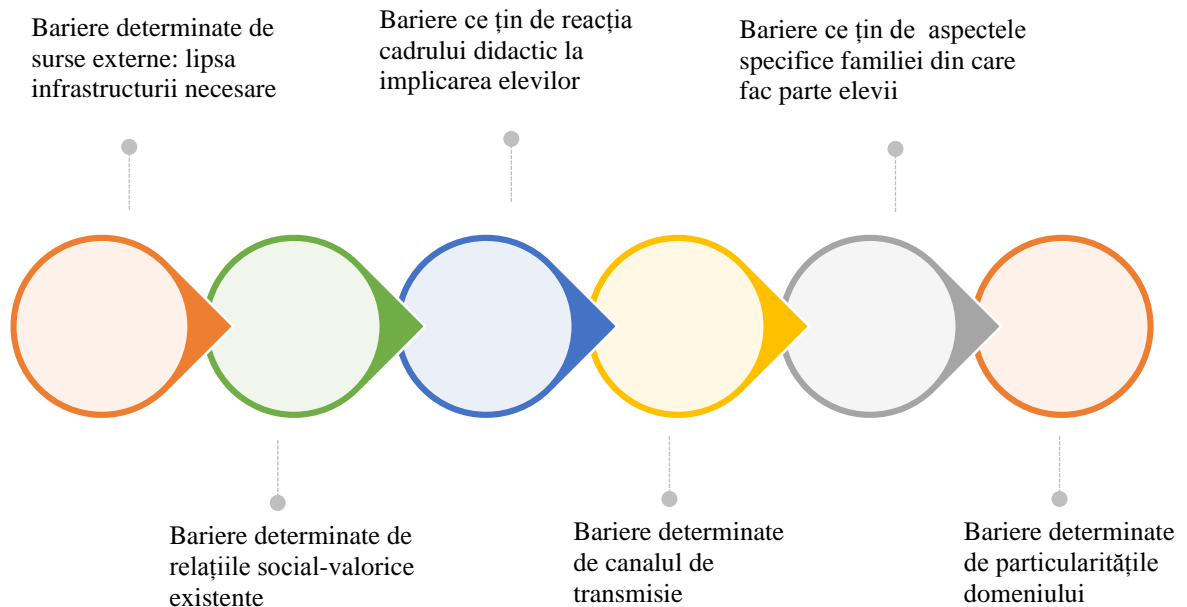 Bariere determinate de
surse externe: lipsa
infrastructurii necesare
Bariere ce țin de reacția
cadrului didactic la
implicarea elevilor
Bariere ce țin de  aspectele
specifice familiei din care
fac parte elevii
Bariere determinate de
relațiile social-valorice
existente
Bariere determinate
de canalul de
transmisie
Bariere determinate
de particularitățile
domeniului